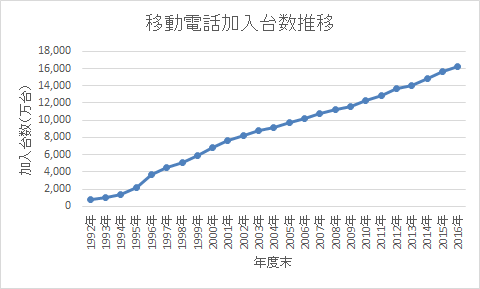 移動電話加入台数推移
加入台数(万台)
18,000
16,000
14,000
12,000
10,000
8,000
6,000
4,000
2,000
0
1992年
1993年
1994年
1995年
1996年
1997年
1998年
1999年
2000年
2001年
2002年
2003年
2004年
2005年
2006年
2007年
2008年
2009年
2010年
2011年
2012年
2013年
2014年
2015年
2016年
年度末